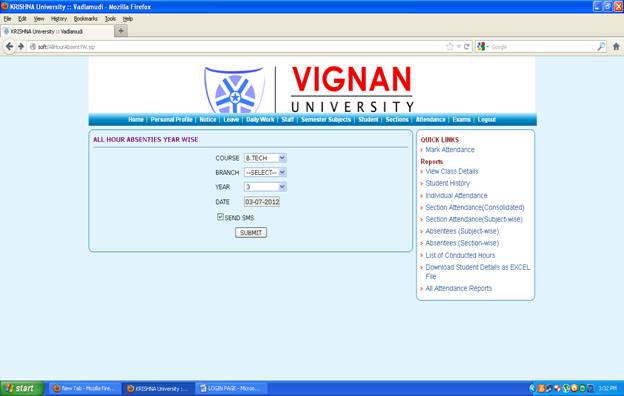 KRISHNA University :: Vadlamudi - Mozilla Firefox
File Edit View History Bookmarks Tools Help
KRISHNA University :: Vadlamudi +
soft/AllHourAbsentYW.jsp Google
VIGNAN
UNIVERSITY
Home | Personal Profile | Notice | Leave | Daily Work | Staff | Semester Subjects | Student | Sections | Attendance | Exams | Logout
ALL HOUR ABSENTIES YEAR WISE
COURSE B.TECH
BRANCH --SELECT--
YEAR 3
DATE 03-07-2012
SEND SMS
SUBMIT
QUICK LINKS
Mark Attendance
Reports
View Class Details
Student History
Individual Attendance
Section Attendance(Consolidated)
Section Attendance(Subject-wise)
Absentees (Subject-wise)
Absentees (Section-wise)
List of Conducted Hours
Download Student Details as EXCEL
File
All Attendance Reports
start New Tab - Mozilla Fire... KRISHNA University :... LOGIN PAGE - Micros... 3:32 PM